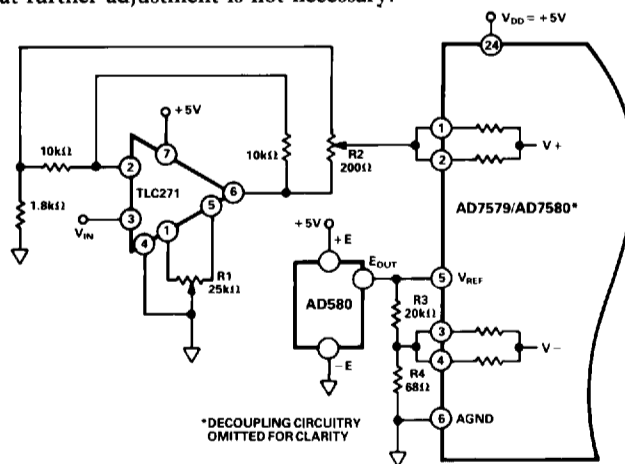 at further adjustment is not necessary.
V_DD = +5V
24
+5V
10kΩ
2
7
TLC271
10kΩ
R2
200Ω
1
2
V+
6
AD7579/AD7580*
1.8kΩ
3
V_IN
4
1
5
R1
25kΩ
+5V
+E
E_OUT
AD580
5
V_REF
R3
20kΩ
3
4
V−
−E
R4
68Ω
6
AGND
*DECOUPLING CIRCUITRY
OMITTED FOR CLARITY